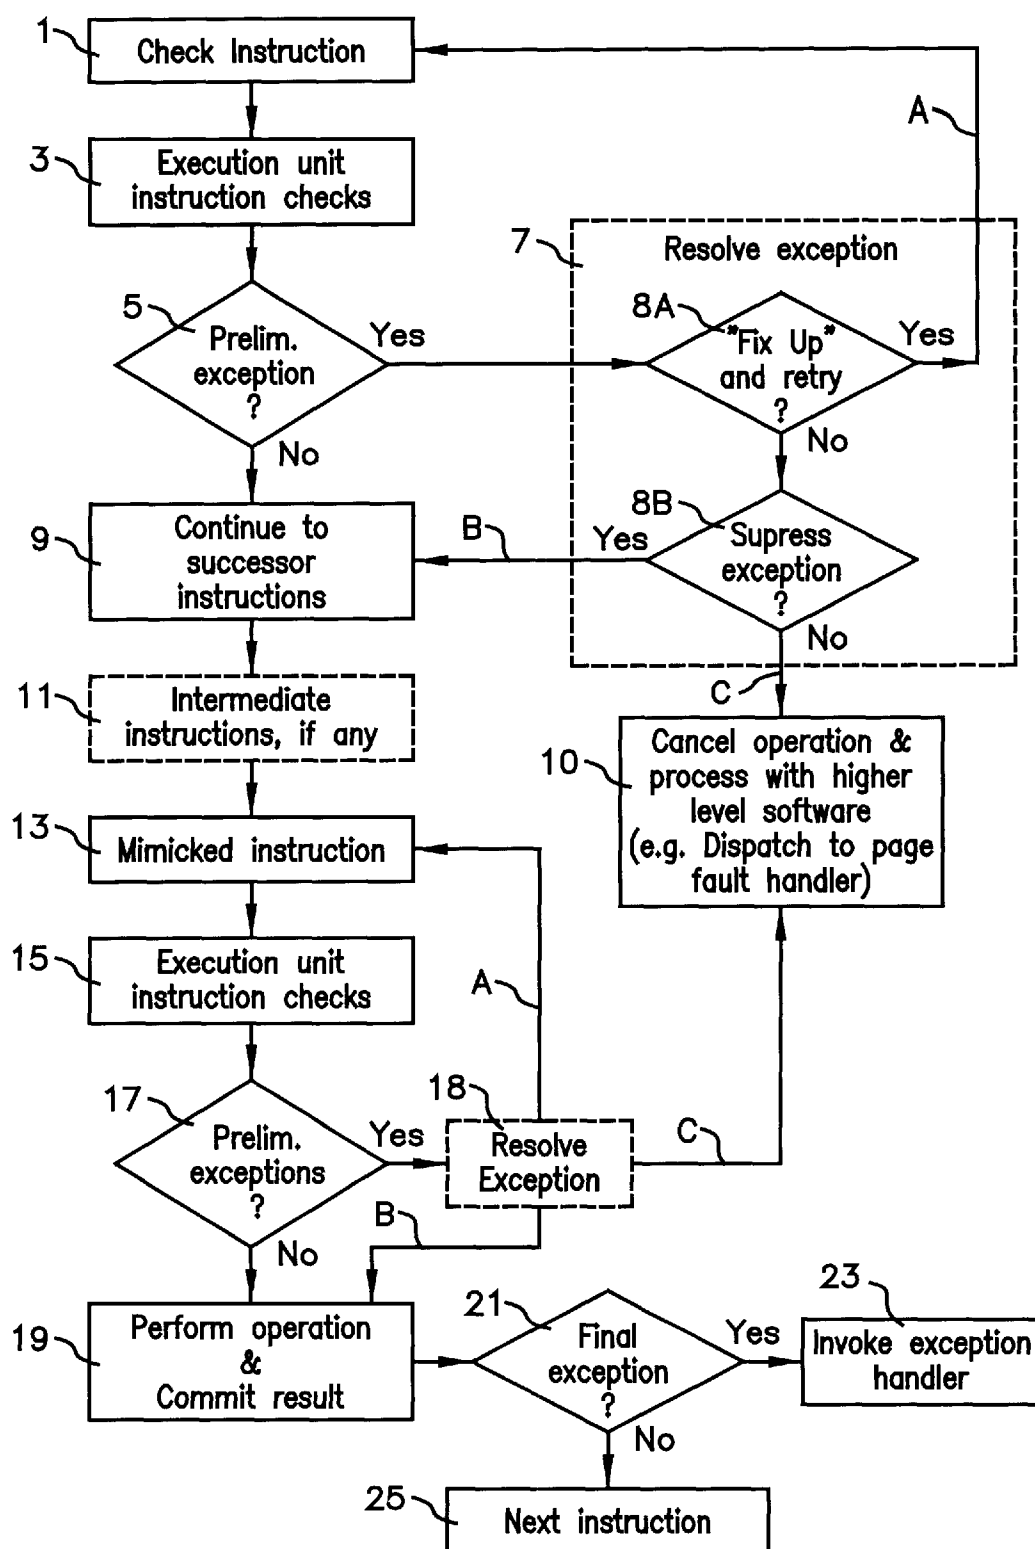 1
Check Instruction
A
3
Execution unit
instruction checks
7
Resolve exception
5
Prelim.
exception
?
Yes
No
8A
"Fix Up"
and retry
?
Yes
No
8B
Supress
exception
?
Yes
B
No
C
9
Continue to
successor
instructions
11
Intermediate
instructions, if any
10
Cancel operation &
process with higher
level software
(e.g. Dispatch to page
fault handler)
13
Mimicked instruction
15
Execution unit
instruction checks
A
17
Prelim.
exceptions
?
Yes
No
18
Resolve
Exception
C
B
19
Perform operation
&
Commit result
21
Final
exception
?
Yes
No
23
Invoke exception
handler
25
Next instruction